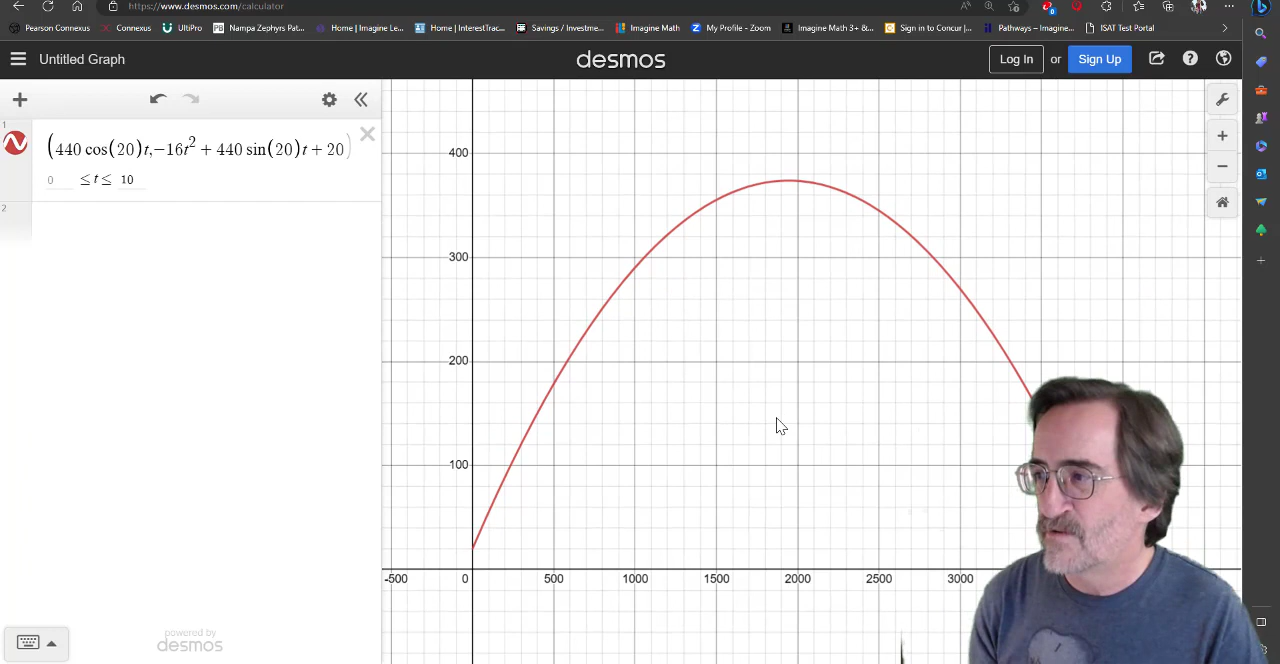 https://www.desmos.com/calculator
Pearson Connexus Connexus UltiPro Nampa Zephyrs Pat... Home | Imagine Lea... Home | InterestTrac... Savings / Investme... Imagine Math My Profile - Zoom Imagine Math 3+ &... Sign in to Concur |... Pathways – Imagine... ISAT Test Portal
Untitled Graph desmos Log In or Sign Up
1
(440 cos(20)t,−16t² + 440 sin(20)t + 20)
0 ≤ t ≤ 10
2
400
300
200
100
-500 0 500 1000 1500 2000 2500 3000
powered by
desmos